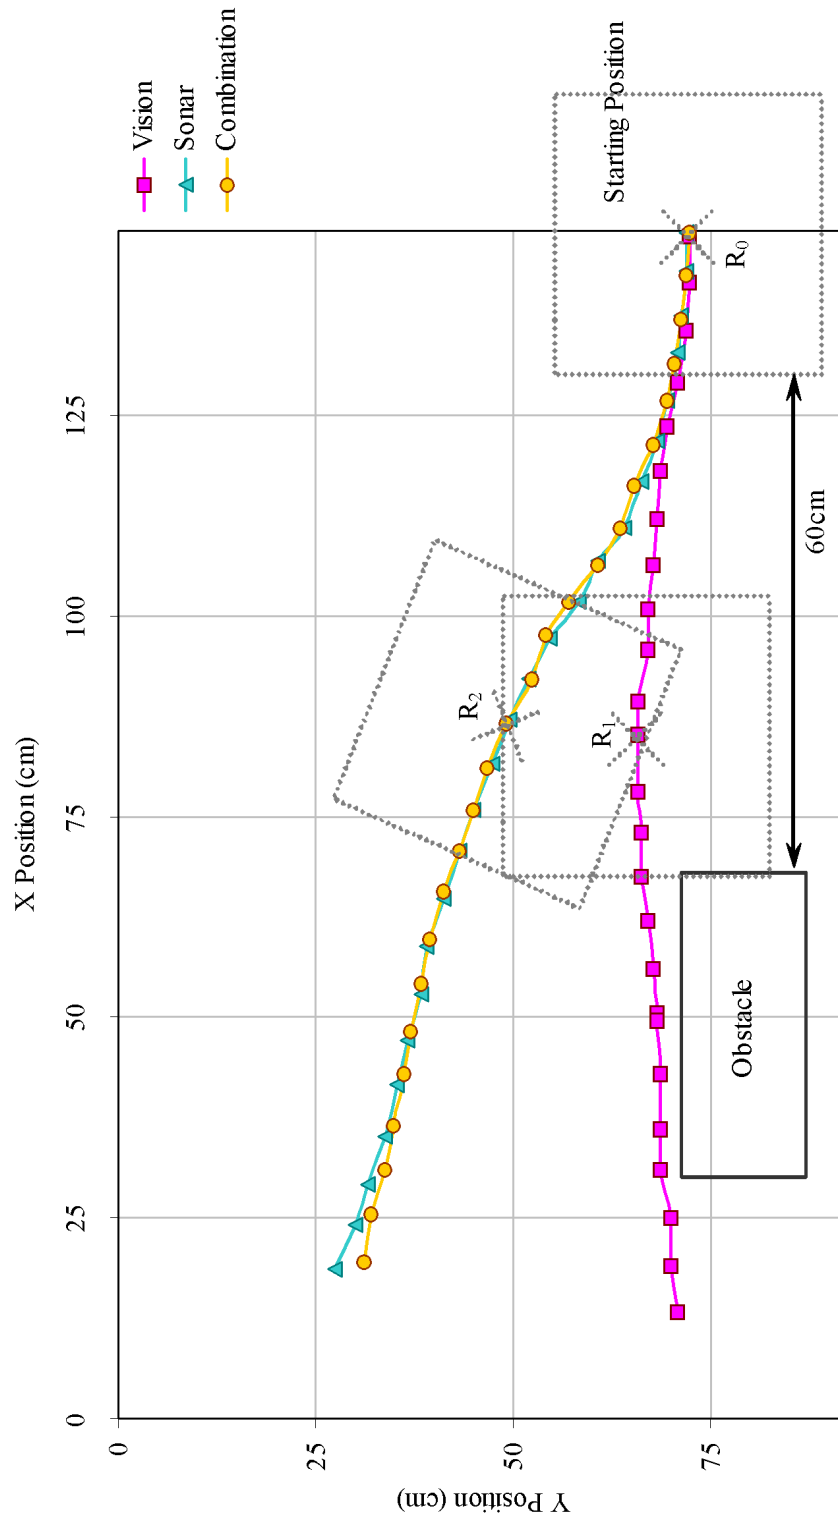 X Position (cm)
0
25
50
75
100
125
Y Position (cm)
0
25
50
75
Vision
Sonar
Combination
Starting Position
R0
R2
R1
60cm
Obstacle